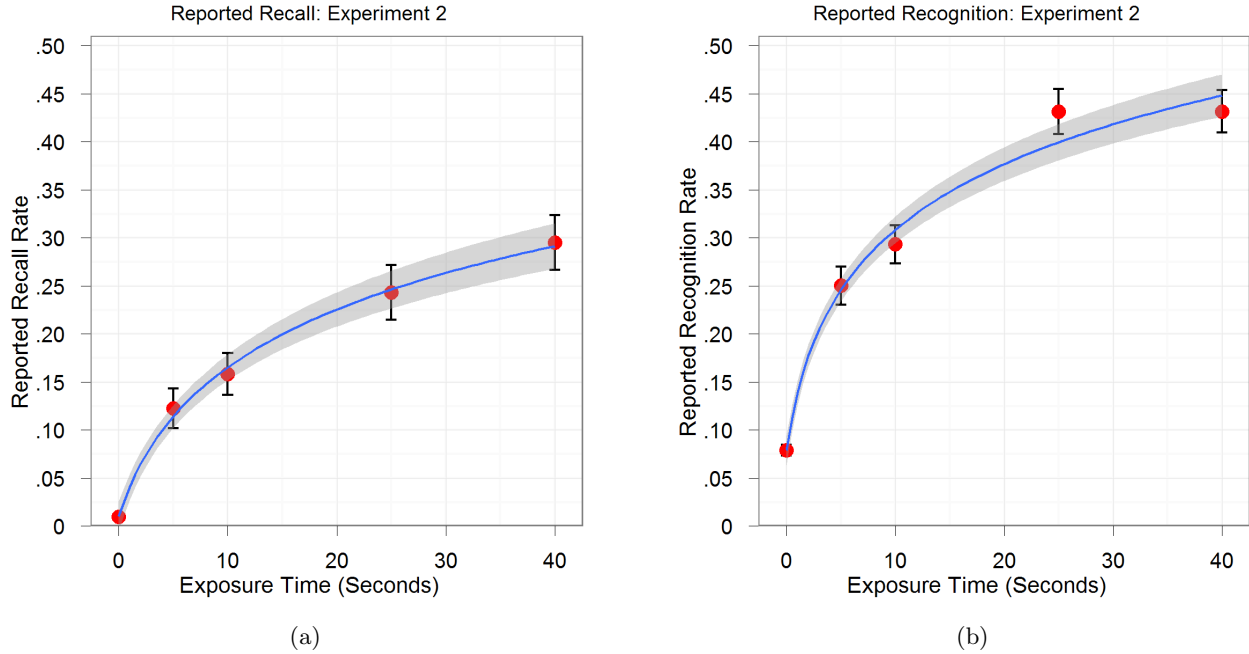 Reported Recall: Experiment 2
.50
.45
.40
.35
.30
.25
.20
.15
.10
.05
0
Reported Recall Rate
0 10 20 30 40
Exposure Time (Seconds)
(a)
Reported Recognition: Experiment 2
.50
.45
.40
.35
.30
.25
.20
.15
.10
.05
0
Reported Recognition Rate
0 10 20 30 40
Exposure Time (Seconds)
(b)